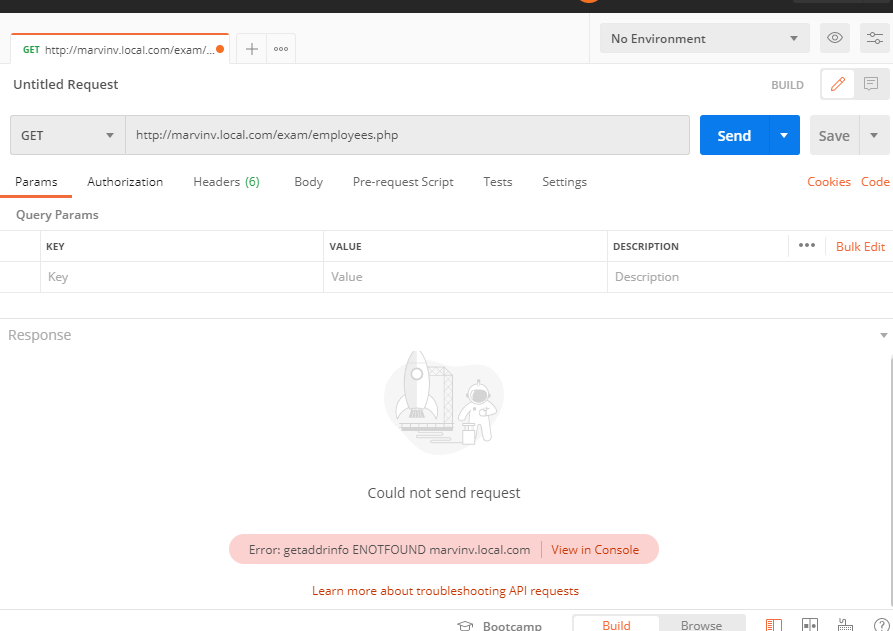 GET http://marvinv.local.com/exam/...
No Environment
Untitled Request
BUILD
GET http://marvinv.local.com/exam/employees.php Send Save
Params Authorization Headers (6) Body Pre-request Script Tests Settings Cookies Code
Query Params
KEY VALUE DESCRIPTION ••• Bulk Edit
Key Value Description
Response
Could not send request
Error: getaddrinfo ENOTFOUND marvinv.local.com View in Console
Learn more about troubleshooting API requests
Bootcamp Build Browse